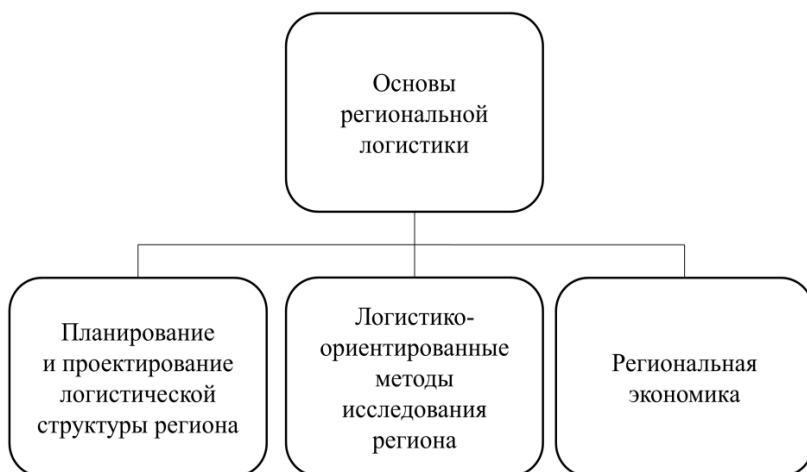 Основы
региональной
логистики
Планирование
и проектирование
логистической
структуры региона
Логистико-
ориентированные
методы
исследования
региона
Региональная
экономика